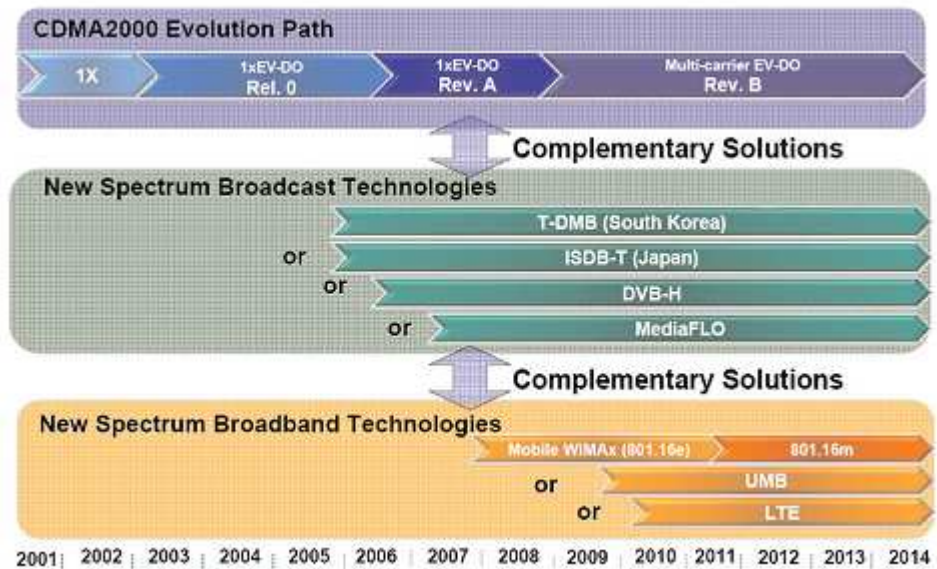 CDMA2000 Evolution Path
1X
1xEV-DO
Rel. 0
1xEV-DO
Rev. A
Multi-carrier EV-DO
Rev. B
Complementary Solutions
New Spectrum Broadcast Technologies
T-DMB (South Korea)
or
ISDB-T (Japan)
or
DVB-H
or
MediaFLO
Complementary Solutions
New Spectrum Broadband Technologies
Mobile WIMAx (801.16e)
801.16m
or
UMB
or
LTE
2001 2002 2003 2004 2005 2006 2007 2008 2009 2010 2011 2012 2013 2014